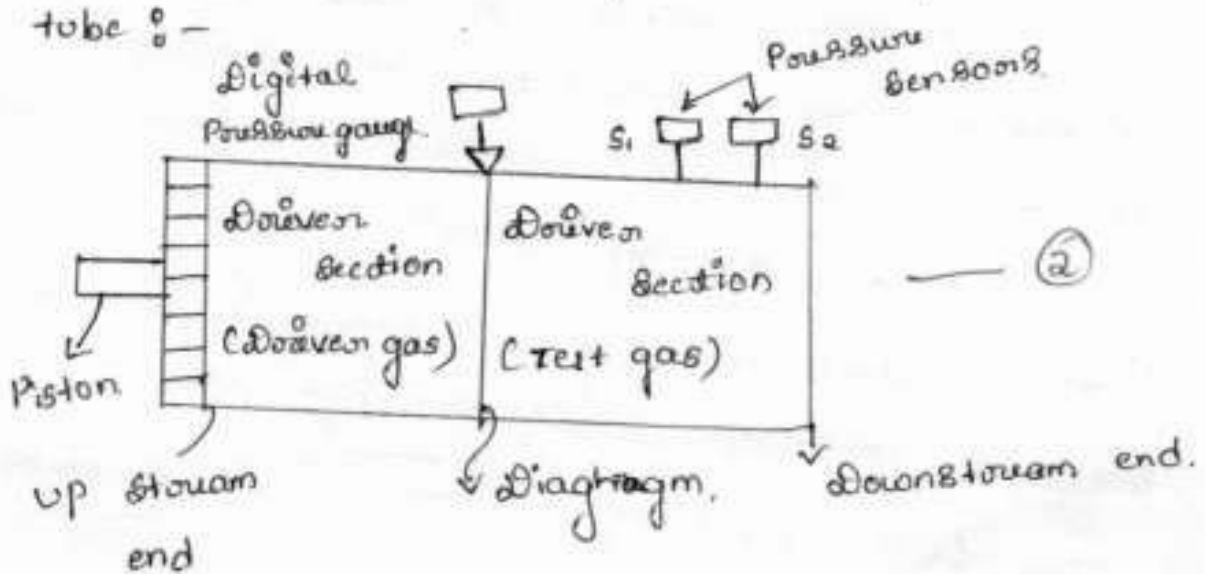 tube :-
Digital
Pressure gauge
Pressure
Sensors
S1
S2
Driver
Section
(Driver gas)
Driven
Section
(Test gas)
2
Piston
up stream
end
Diaghragm.
Downstream end.